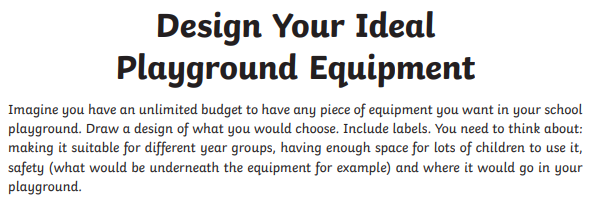 Design Your Ideal
Playground Equipment
Imagine you have an unlimited budget to have any piece of equipment you want in your school
playground. Draw a design of what you would choose. Include labels. You need to think about:
making it suitable for different year groups, having enough space for lots of children to use it,
safety (what would be underneath the equipment for example) and where it would go in your
playground.